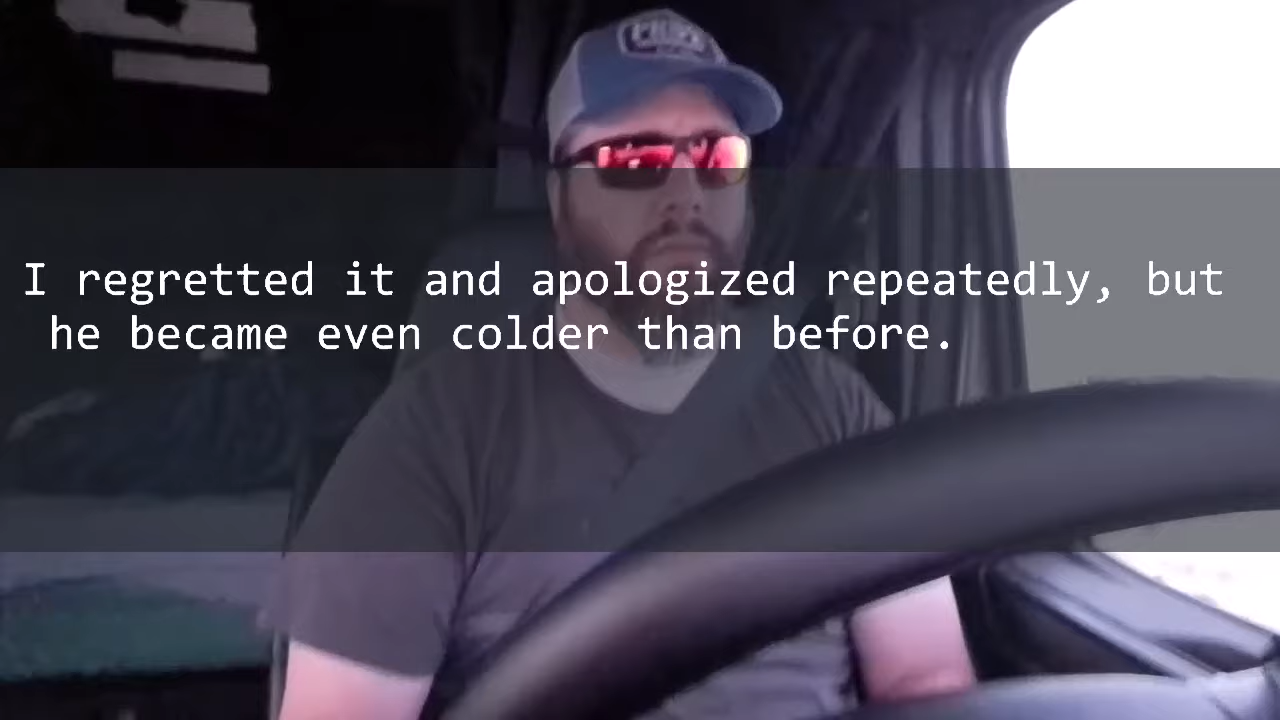 I regretted it and apologized repeatedly, but
he became even colder than before.